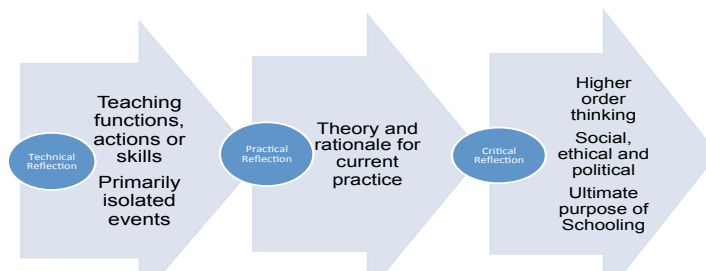 Technical
Reflection
Teaching
functions,
actions or
skills
Primarily
isolated
events
Practical
Reflection
Theory and
rationale for
current
practice
Critical
Reflection
Higher
order
thinking
Social,
ethical and
political
Ultimate
purpose of
Schooling